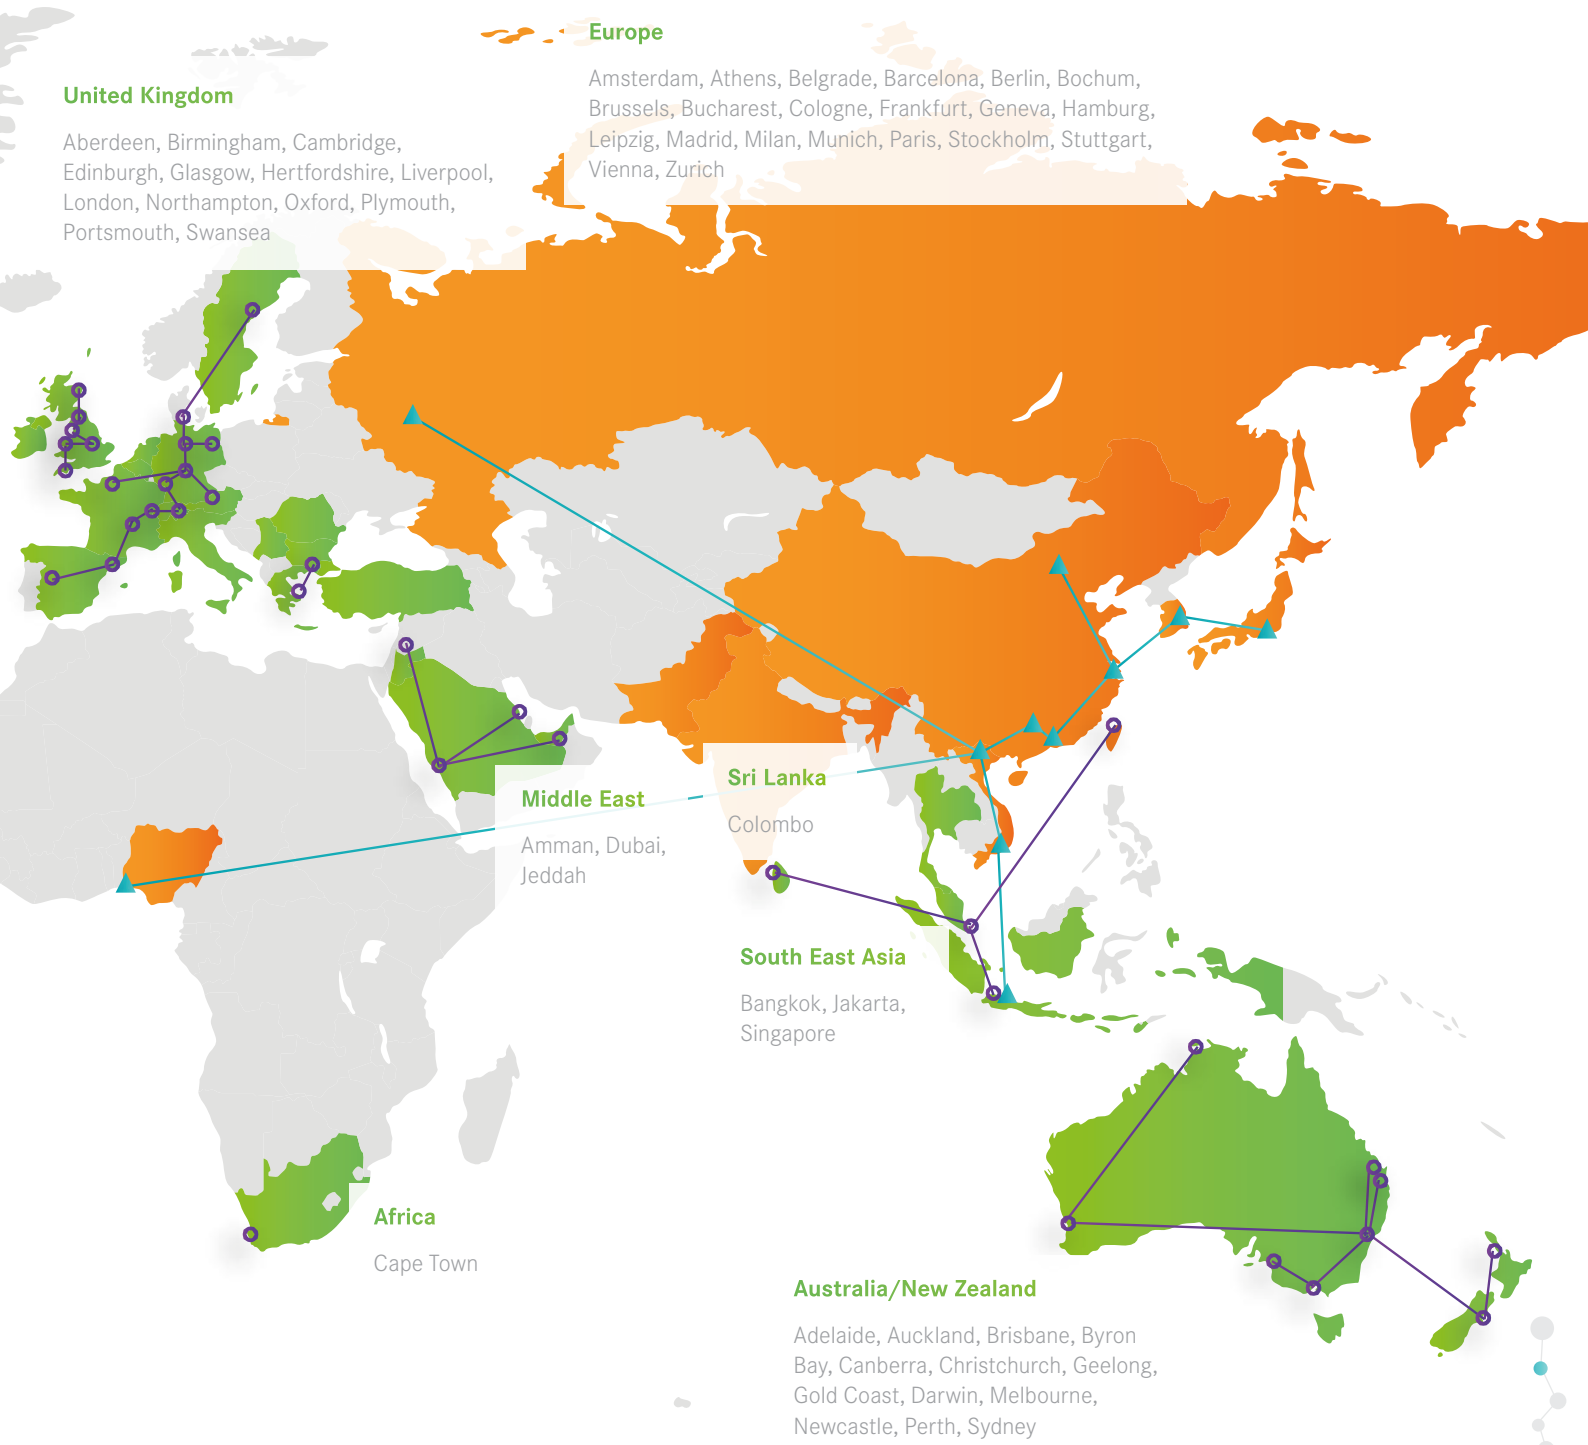 Europe
Amsterdam, Athens, Belgrade, Barcelona, Berlin, Bochum,
Brussels, Bucharest, Cologne, Frankfurt, Geneva, Hamburg,
Leipzig, Madrid, Milan, Munich, Paris, Stockholm, Stuttgart,
Vienna, Zurich
United Kingdom
Aberdeen, Birmingham, Cambridge,
Edinburgh, Glasgow, Hertfordshire, Liverpool,
London, Northampton, Oxford, Plymouth,
Portsmouth, Swansea
Middle East
Amman, Dubai,
Jeddah
Sri Lanka
Colombo
South East Asia
Bangkok, Jakarta,
Singapore
Africa
Cape Town
Australia/New Zealand
Adelaide, Auckland, Brisbane, Byron
Bay, Canberra, Christchurch, Geelong,
Gold Coast, Darwin, Melbourne,
Newcastle, Perth, Sydney